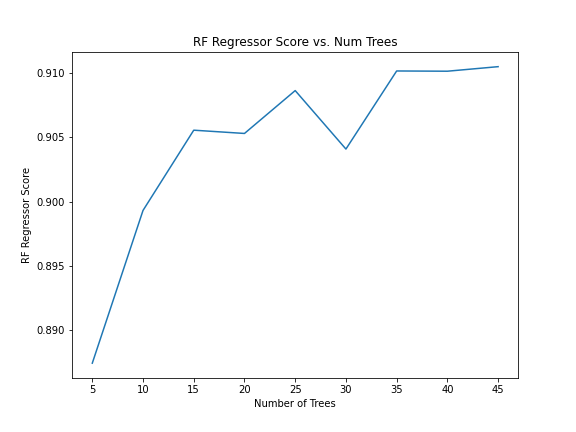 RF Regressor Score vs. Num Trees
0.910
0.905
0.900
0.895
0.890
RF Regressor Score
5 10 15 20 25 30 35 40 45
Number of Trees